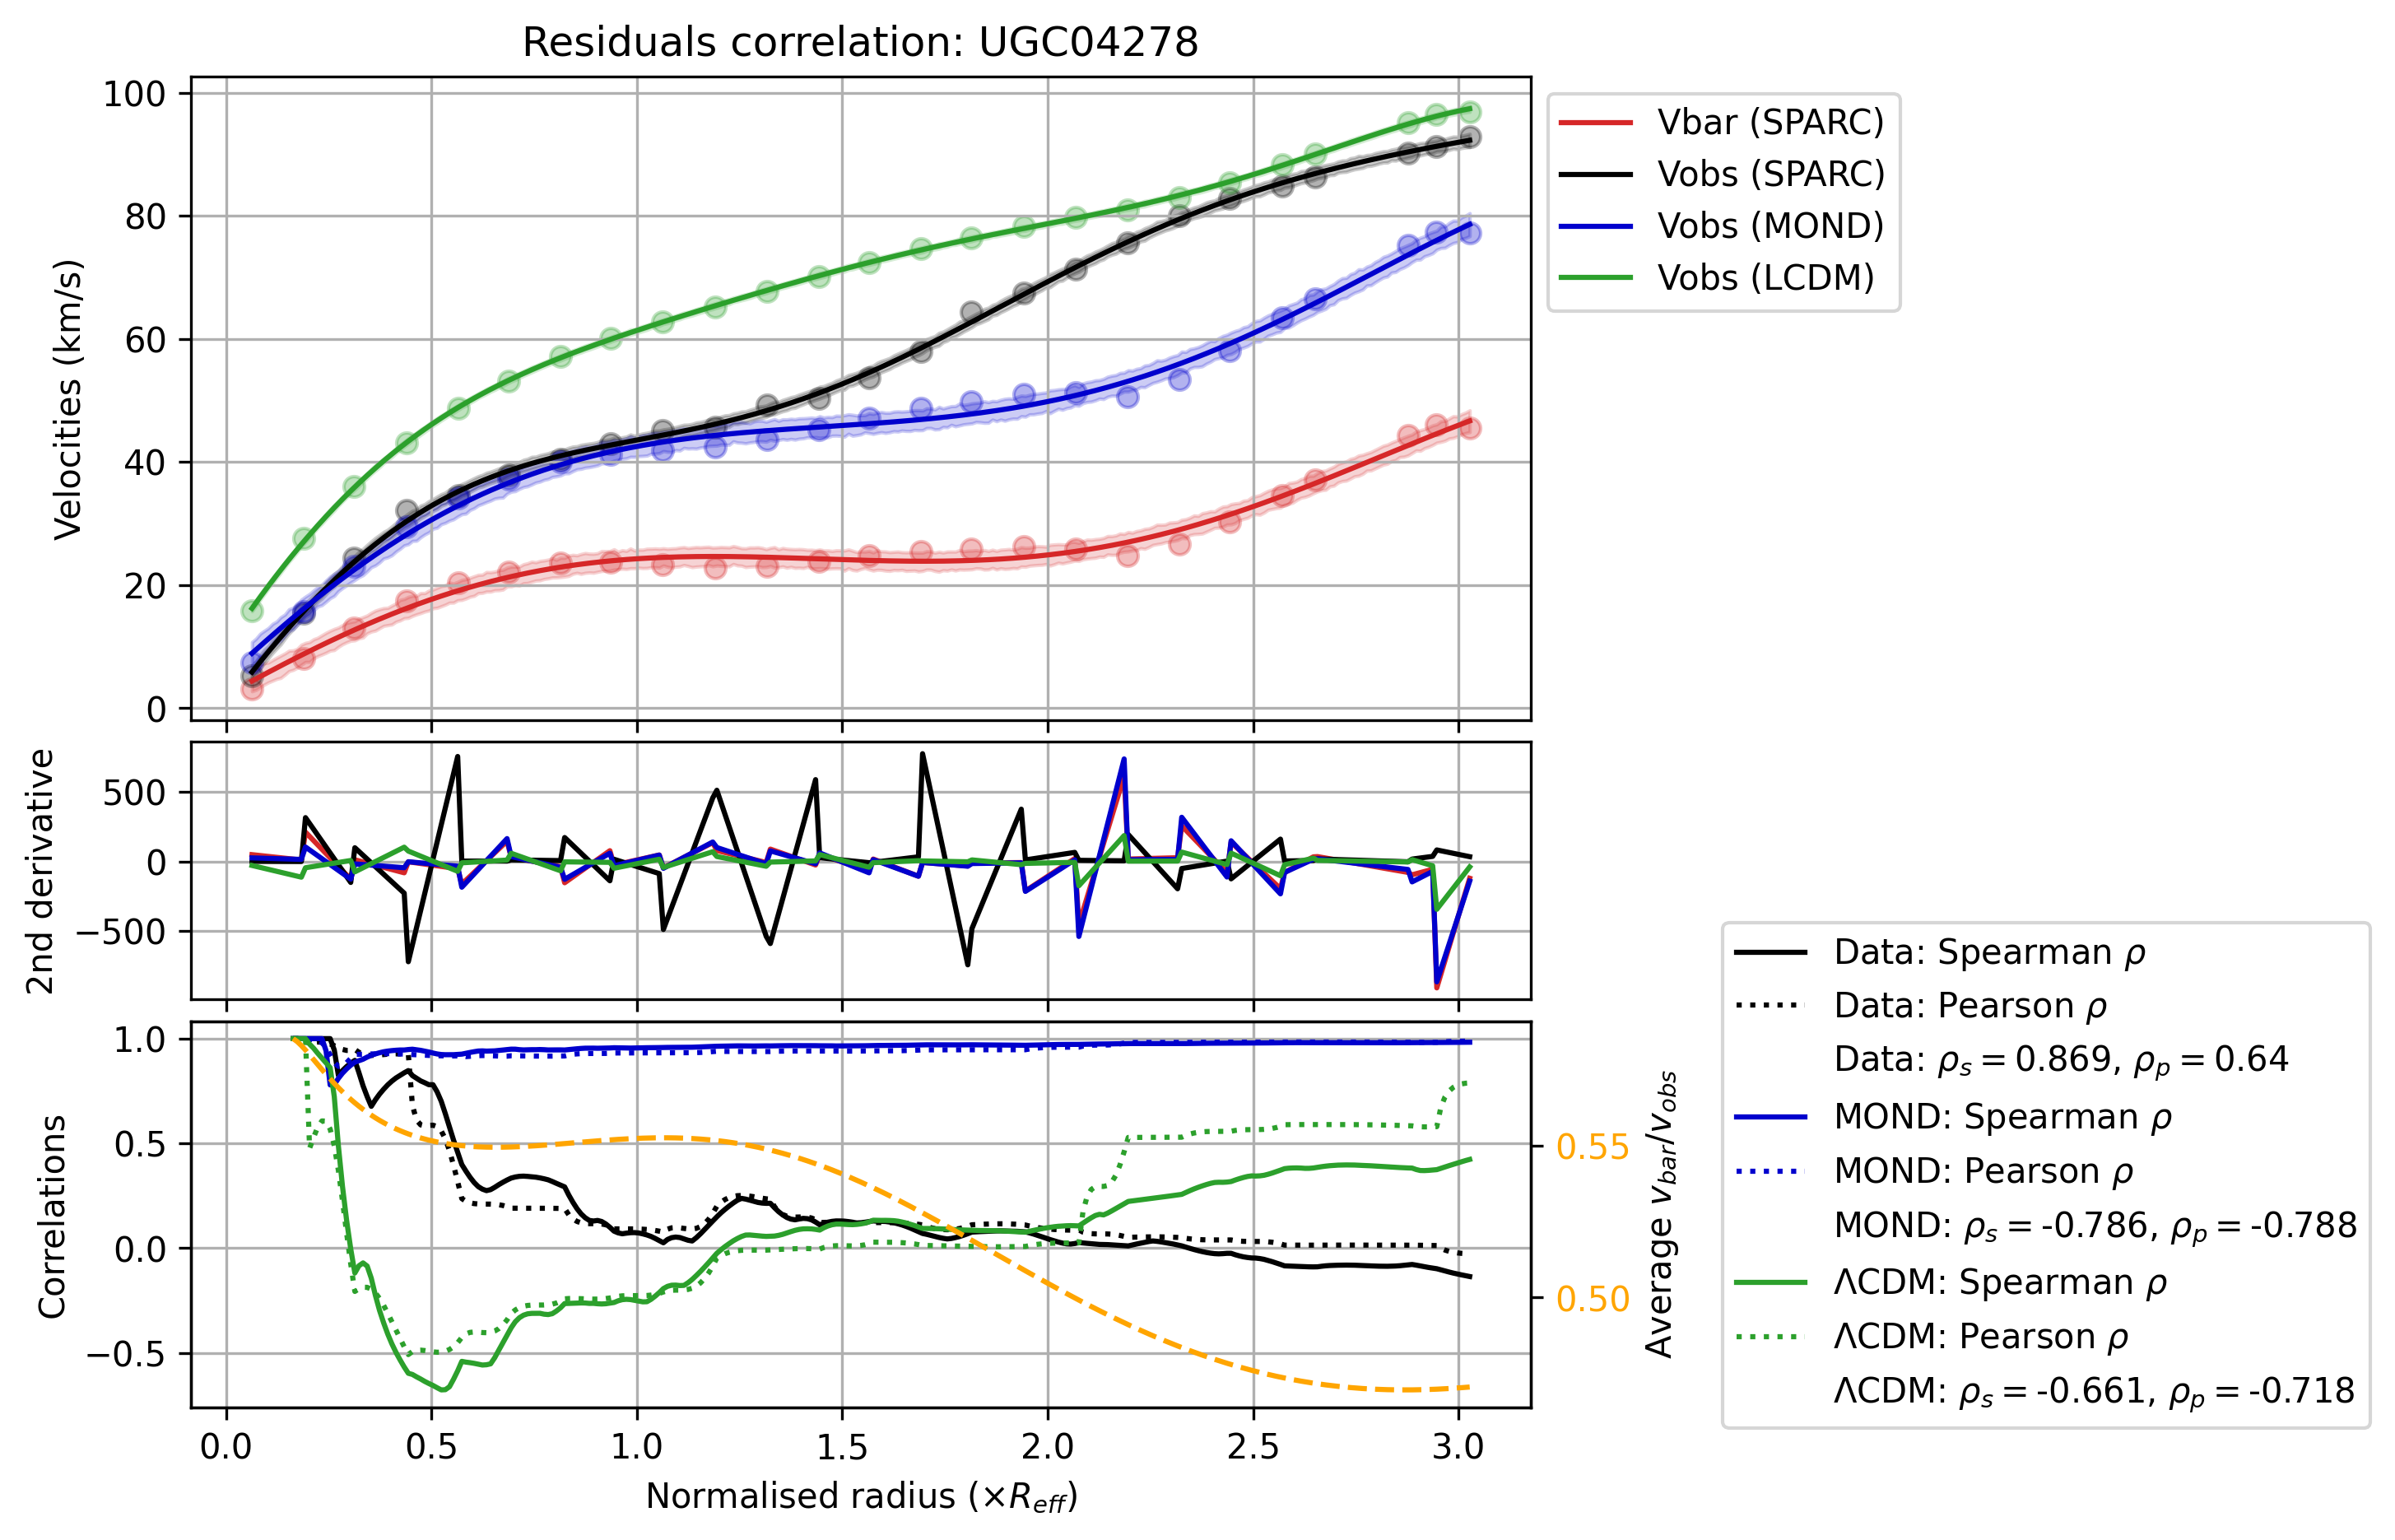 Residuals correlation: UGC04278
100
80
60
40
20
0
Velocities (km/s)
Vbar (SPARC)
Vobs (SPARC)
Vobs (MOND)
Vobs (LCDM)
500
0
−500
2nd derivative
1.0
0.5
0.0
−0.5
Correlations
0.55
0.50
Average v_bar/v_obs
0.0 0.5 1.0 1.5 2.0 2.5 3.0
Normalised radius (×R_eff)
Data: Spearman ρ
Data: Pearson ρ
Data: ρ_s = 0.869, ρ_p = 0.64
MOND: Spearman ρ
MOND: Pearson ρ
MOND: ρ_s = -0.786, ρ_p = -0.788
ΛCDM: Spearman ρ
ΛCDM: Pearson ρ
ΛCDM: ρ_s = -0.661, ρ_p = -0.718